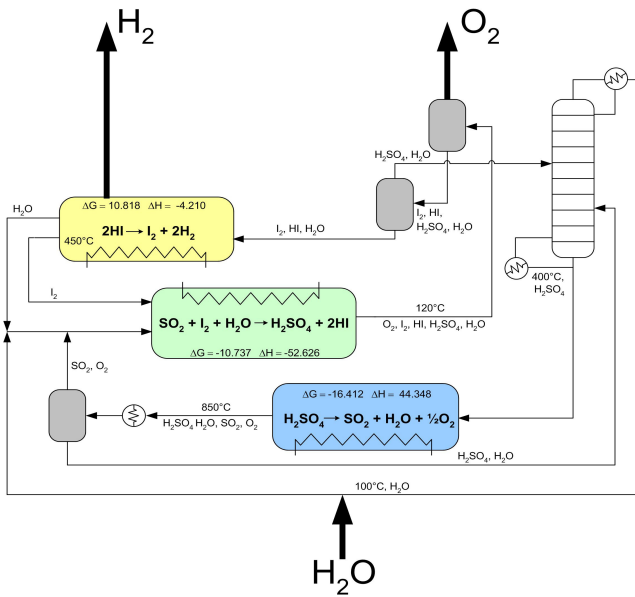 H₂
O₂
H₂SO₄, H₂O
H₂O
ΔG = 10.818 ΔH = -4.210
2HI → I₂ + 2H₂
450°C
I₂, HI, H₂O
I₂, HI,
H₂SO₄, H₂O
400°C,
H₂SO₄
I₂
SO₂ + I₂ + H₂O → H₂SO₄ + 2HI
ΔG = -10.737 ΔH = -52.626
120°C
O₂, I₂, HI, H₂SO₄, H₂O
SO₂, O₂
ΔG = -16.412 ΔH = 44.348
H₂SO₄ → SO₂ + H₂O + ½O₂
850°C
H₂SO₄ H₂O, SO₂, O₂
H₂SO₄, H₂O
100°C, H₂O
H₂O